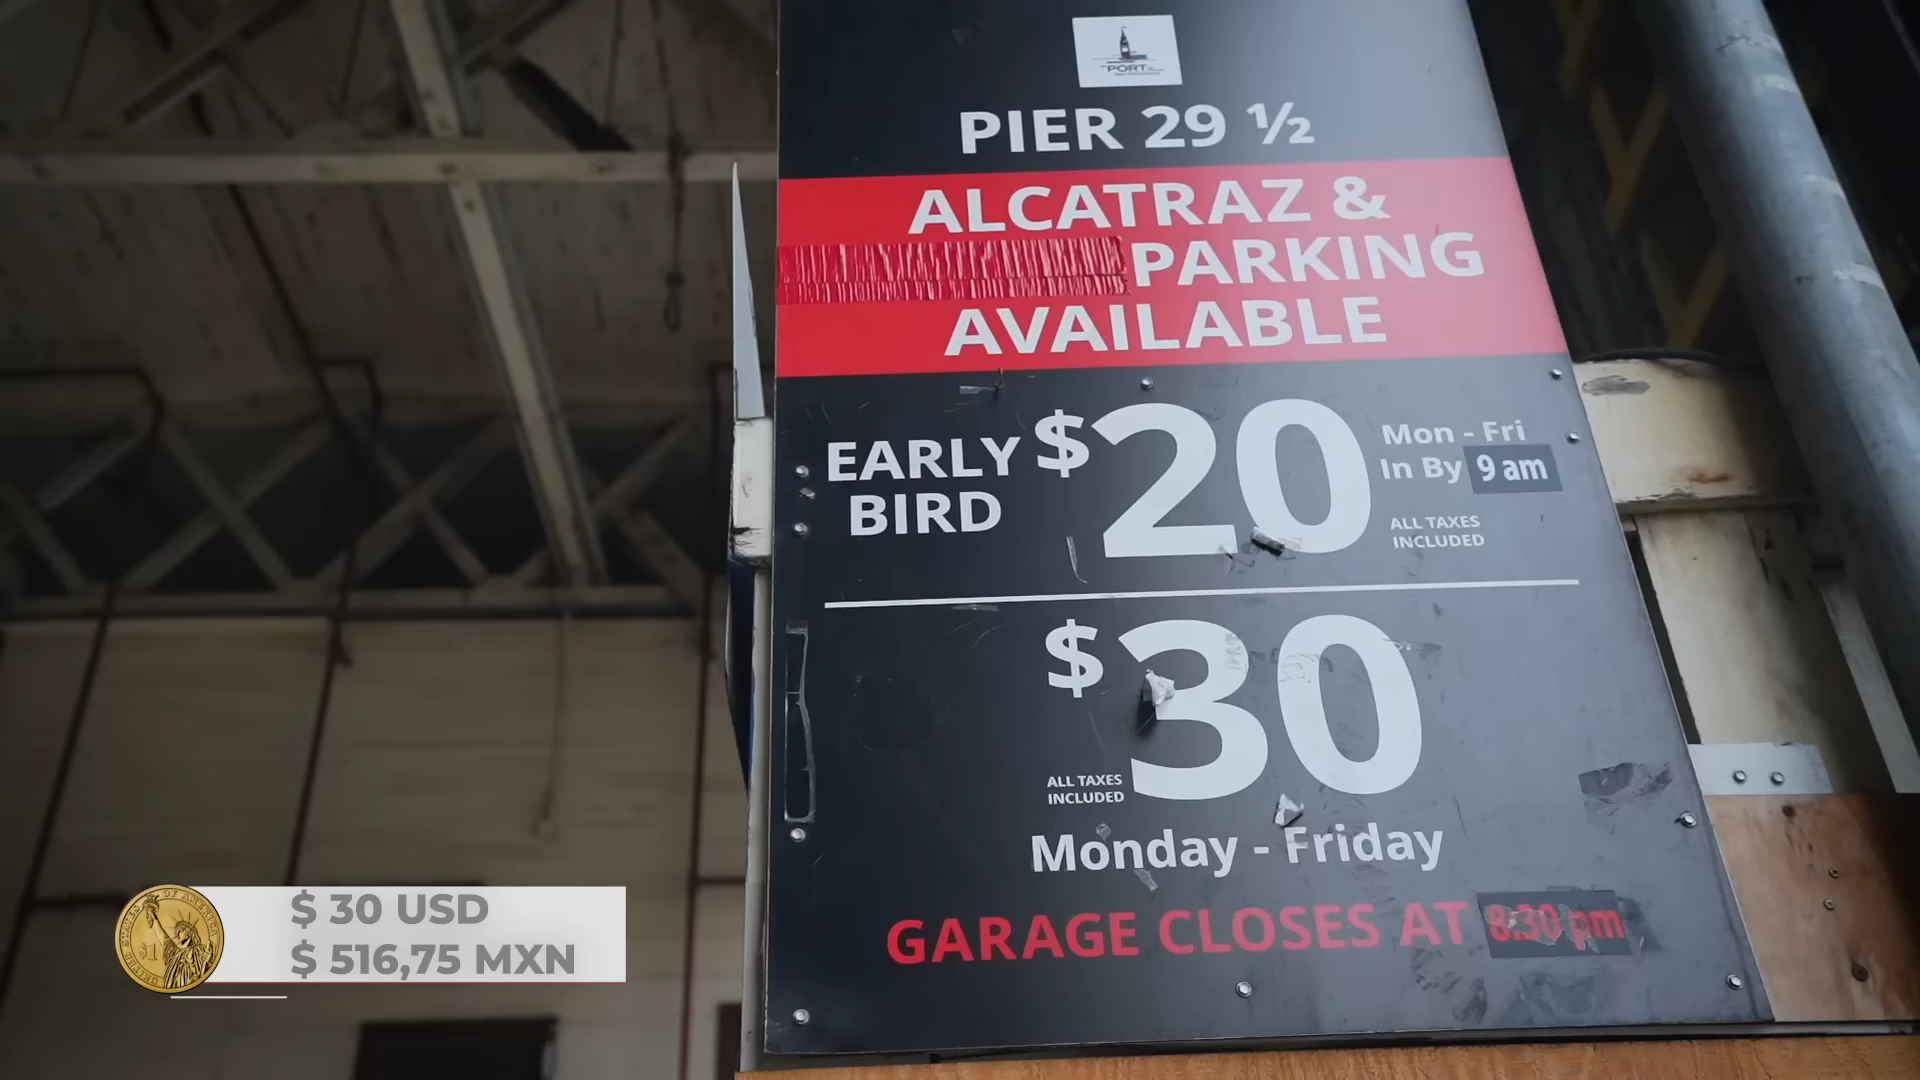 PORT
PIER 29 ½
ALCATRAZ &
PARKING
AVAILABLE
EARLY
BIRD
$20
Mon - Fri
In By 9 am
ALL TAXES
INCLUDED
$30
ALL TAXES
INCLUDED
Monday - Friday
GARAGE CLOSES AT 8:30 pm
$ 30 USD
$ 516,75 MXN
$1